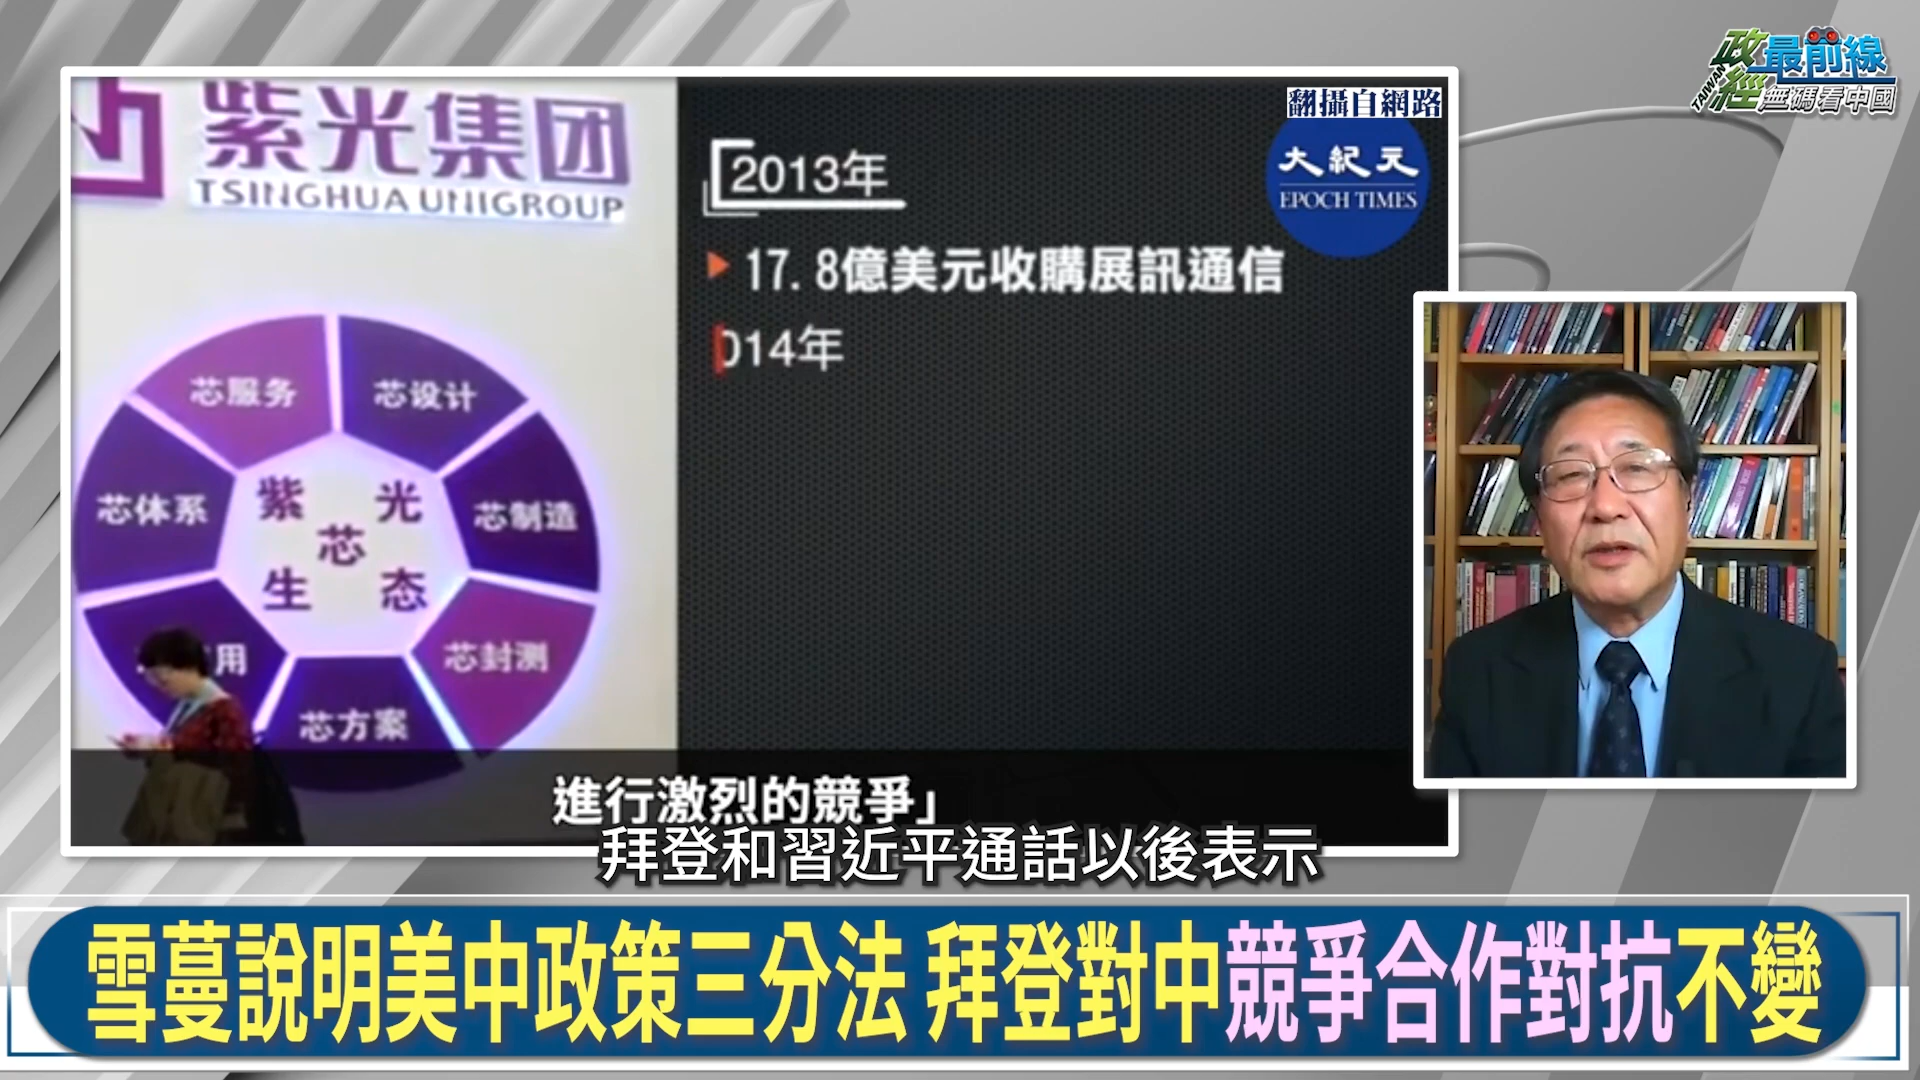 政經最前線
TAIWAN
無碼看中國
翻攝自網路
大紀元
EPOCH TIMES
紫光集团
TSINGHUA UNIGROUP
2013年
17.8億美元收購展訊通信
014年
芯服务
芯设计
芯体系
芯制造
紫光
芯
生态
用
芯封测
芯方案
進行激烈的競爭」
拜登和習近平通話以後表示
雪蔓說明美中政策三分法 拜登對中競爭合作對抗不變